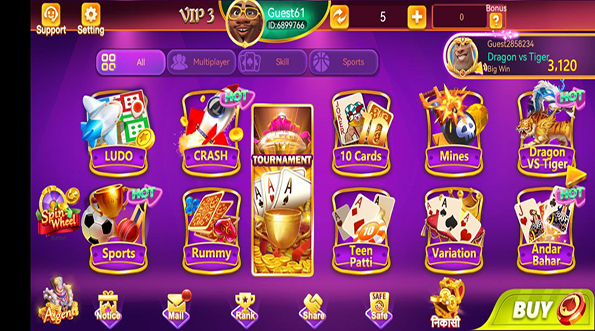 VIP 3
Guest61
ID:6899766
5
0
Bonus
?
Support
Setting
All
Multiplayer
Skill
Sports
Guest2858234
Dragon vs Tiger
Big Win
3,120
HOT
HOT
LUDO
CRASH
TOURNAMENT
10 Cards
Mines
Dragon
VS Tiger
Spin
Wheel
HOT
Sports
Rummy
Teen
Patti
Variation
Andar
Bahar
Agent
Notice
Mail
Rank
Share
SAFE
Safe
निकासी
BUY